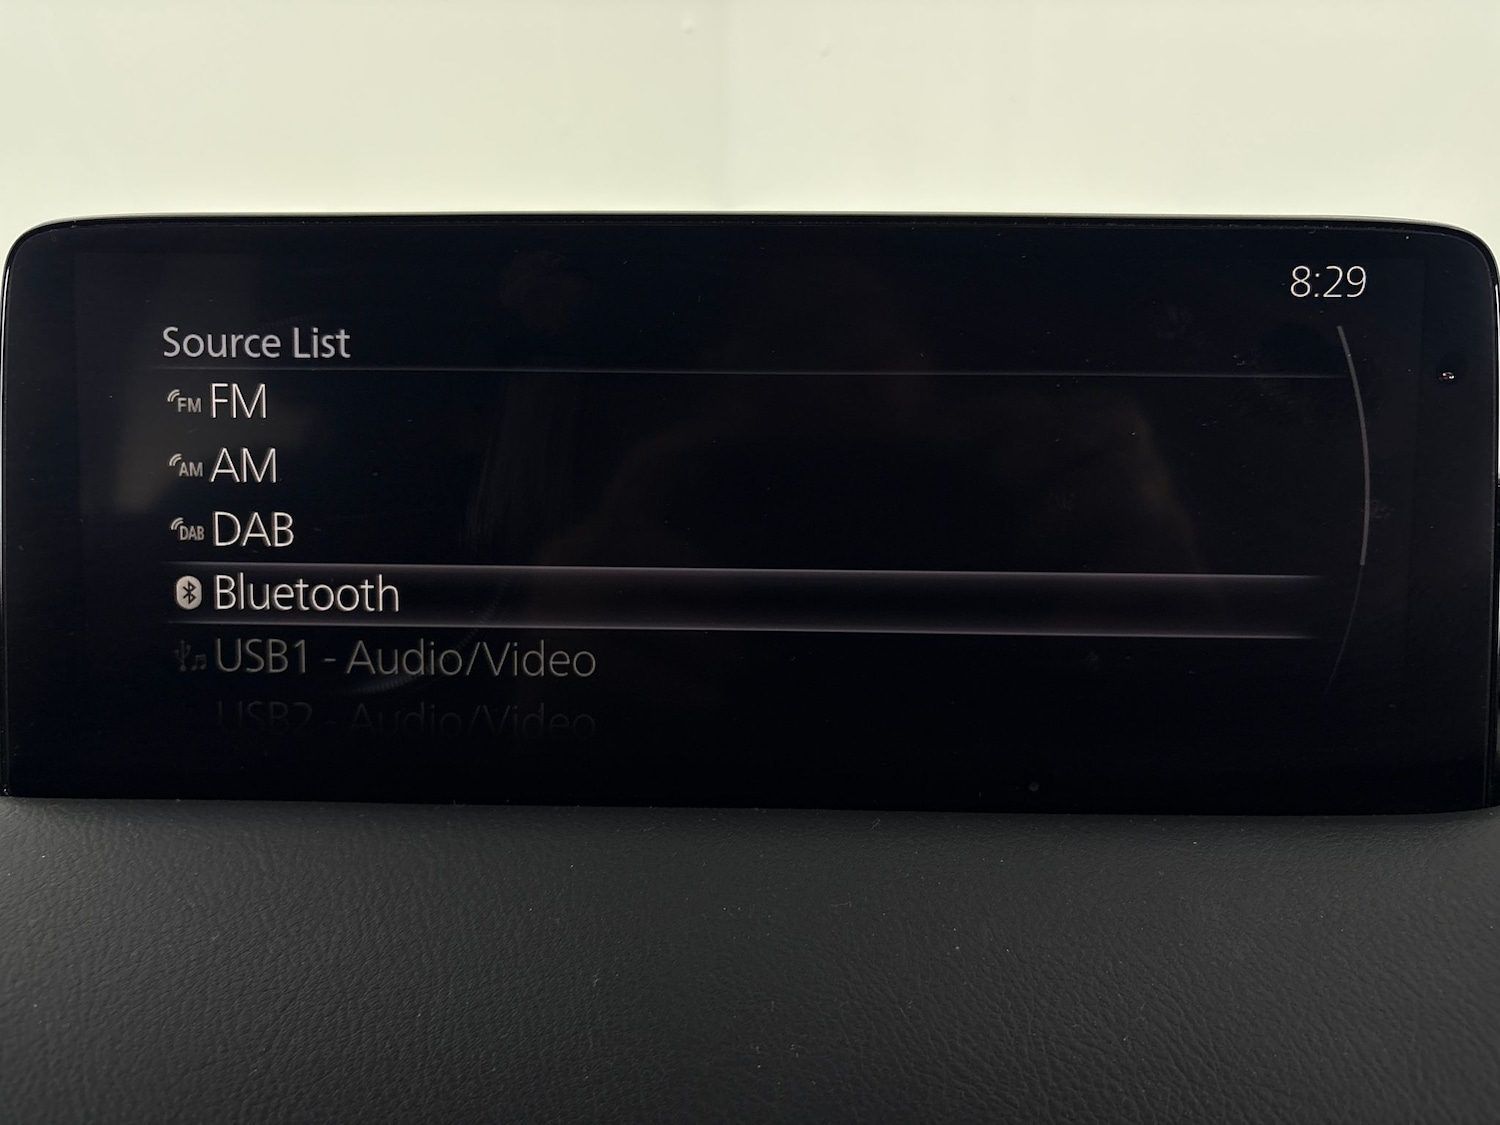 8:29
Source List
FM FM
AM AM
DAB DAB
Bluetooth
USB1 - Audio/Video
USB2 - Audio/Video